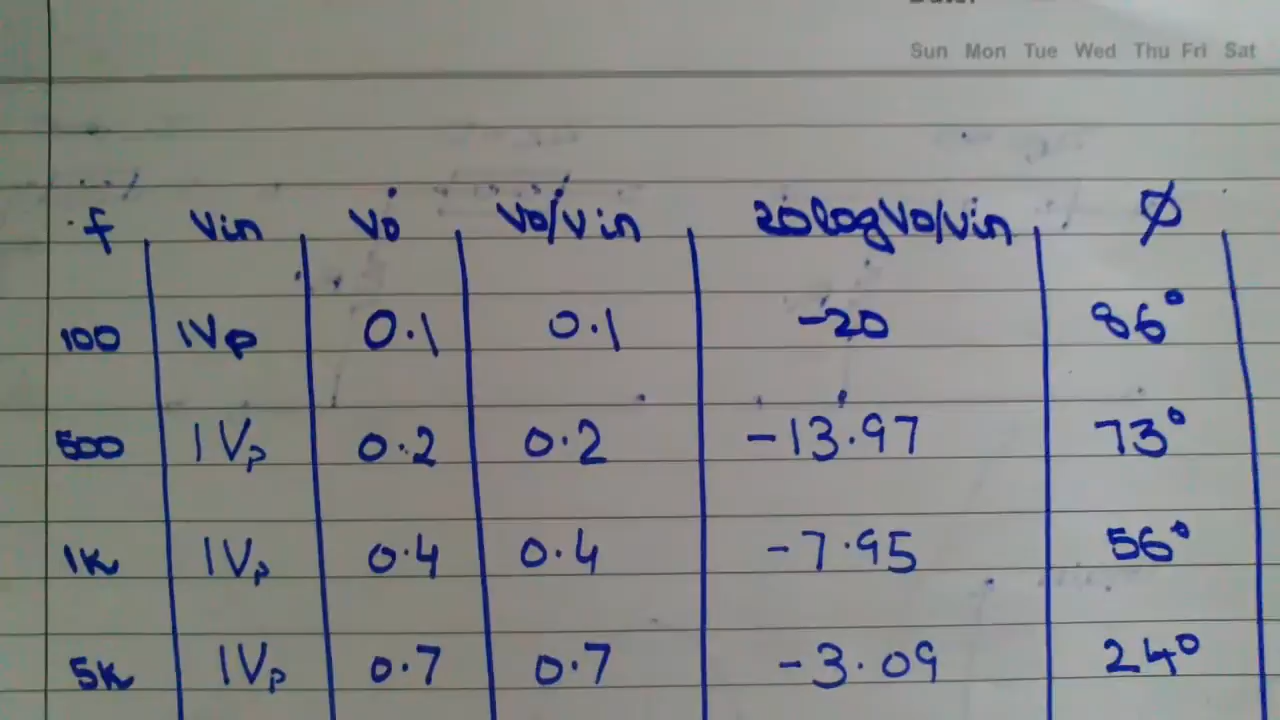 Sun Mon Tue Wed Thu Fri Sat
f Vin Vo Vo/Vin 20logVo/Vin Ø
100 1Vp 0.1 0.1 -20 86°
500 1Vp 0.2 0.2 -13.97 73°
1K 1Vp 0.4 0.4 -7.95 56°
5K 1Vp 0.7 0.7 -3.09 24°